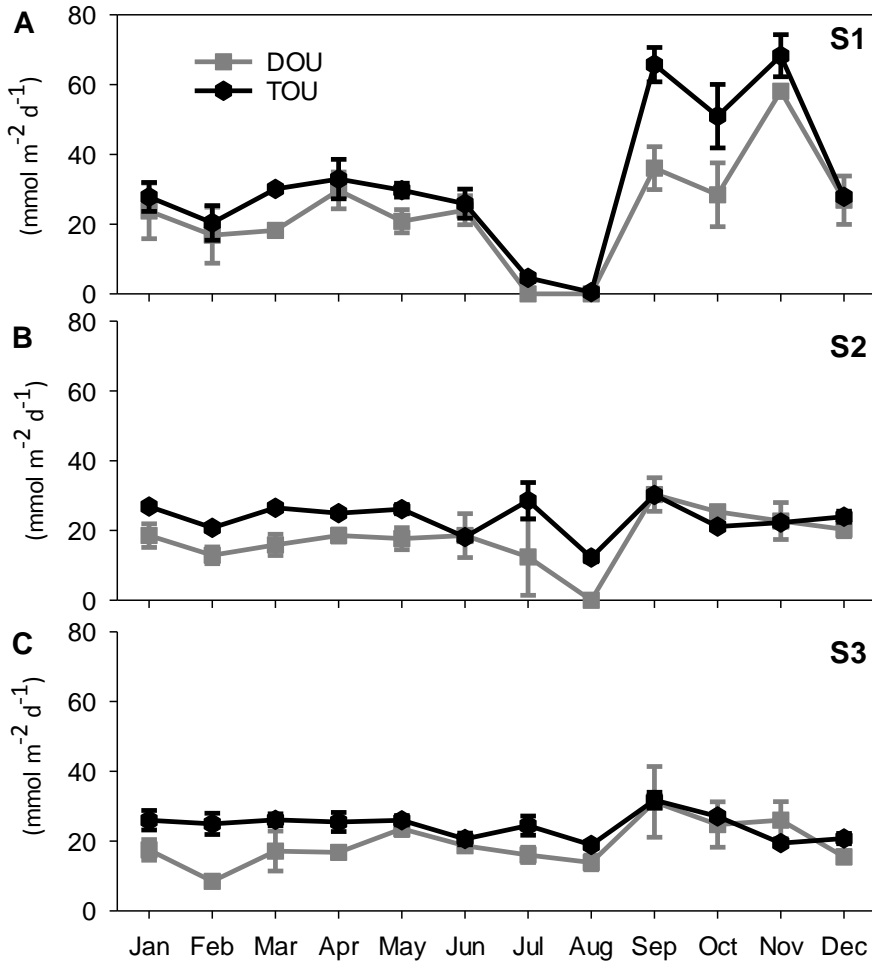 A
S1
DOU
TOU
(mmol m⁻² d⁻¹)
80
60
40
20
0
B
S2
(mmol m⁻² d⁻¹)
80
60
40
20
0
C
S3
(mmol m⁻² d⁻¹)
80
60
40
20
0
Jan Feb Mar Apr May Jun Jul Aug Sep Oct Nov Dec